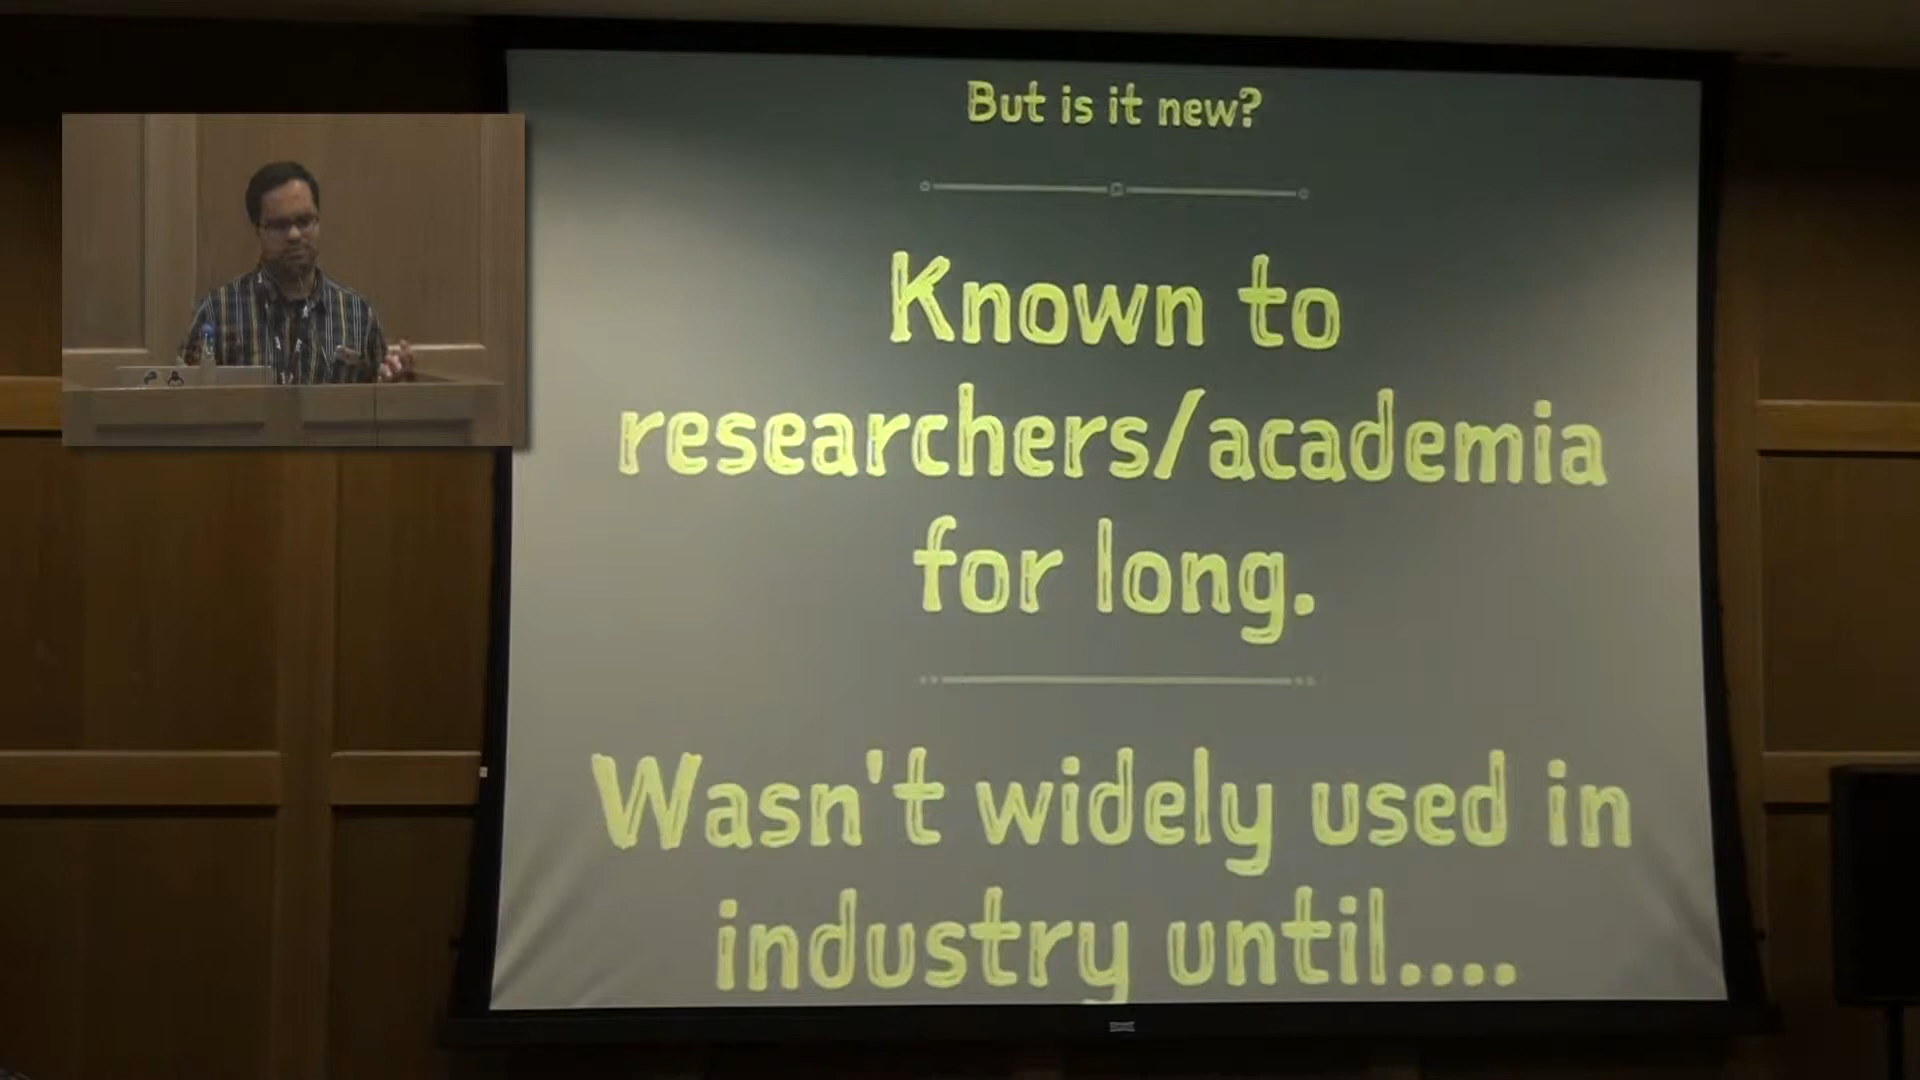 But is it new?
Known to
researchers/academia
for long.
Wasn't widely used in
industry until....